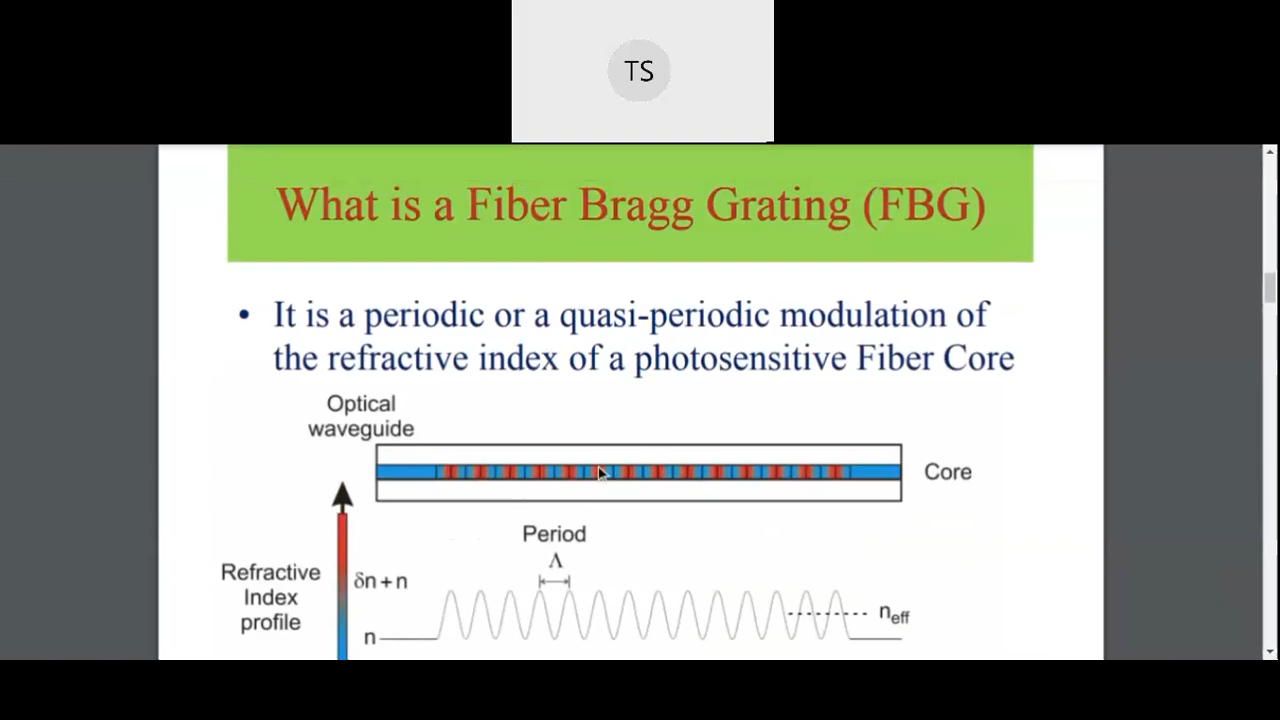 TS
What is a Fiber Bragg Grating (FBG)
• It is a periodic or a quasi-periodic modulation of
the refractive index of a photosensitive Fiber Core
Optical
waveguide
Core
Period
Λ
Refractive
Index
profile
δn + n
n
neff